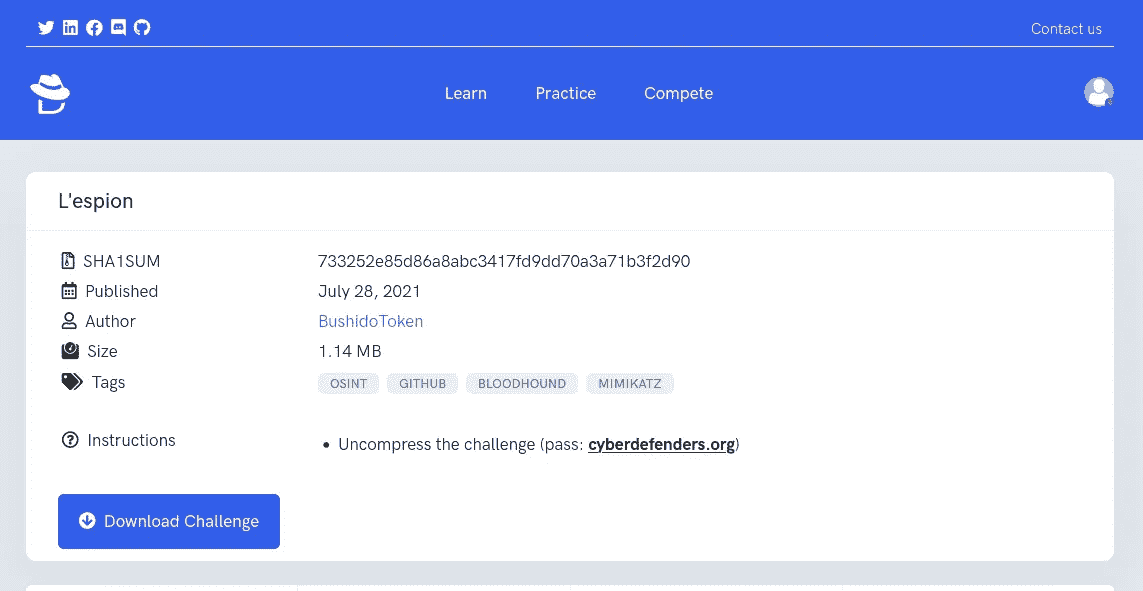 Contact us
Learn Practice Compete
L'espion
SHA1SUM 733252e85d86a8abc3417fd9dd70a3a71b3f2d90
Published July 28, 2021
Author BushidoToken
Size 1.14 MB
Tags OSINT GITHUB BLOODHOUND MIMIKATZ
Instructions • Uncompress the challenge (pass: cyberdefenders.org)
Download Challenge